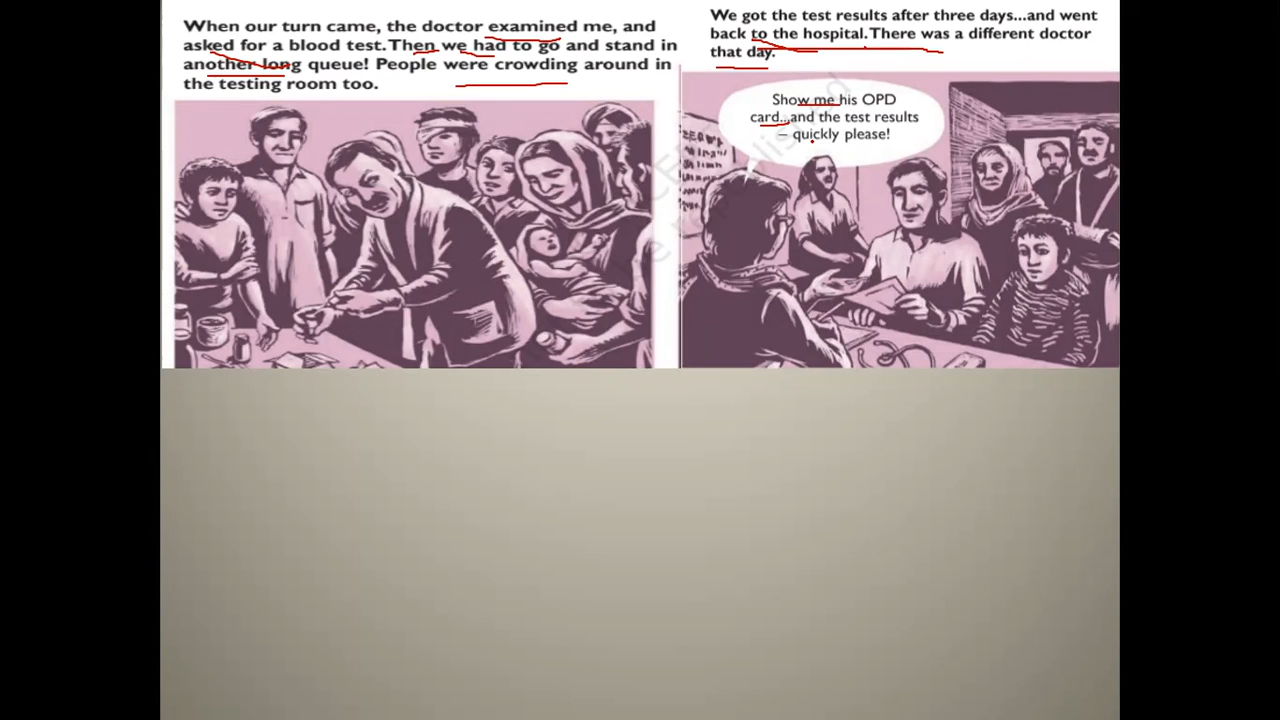 When our turn came, the doctor examined me, and
asked for a blood test. Then we had to go and stand in
another long queue! People were crowding around in
the testing room too.
We got the test results after three days...and went
back to the hospital. There was a different doctor
that day.
Show me his OPD
card...and the test results
– quickly please!